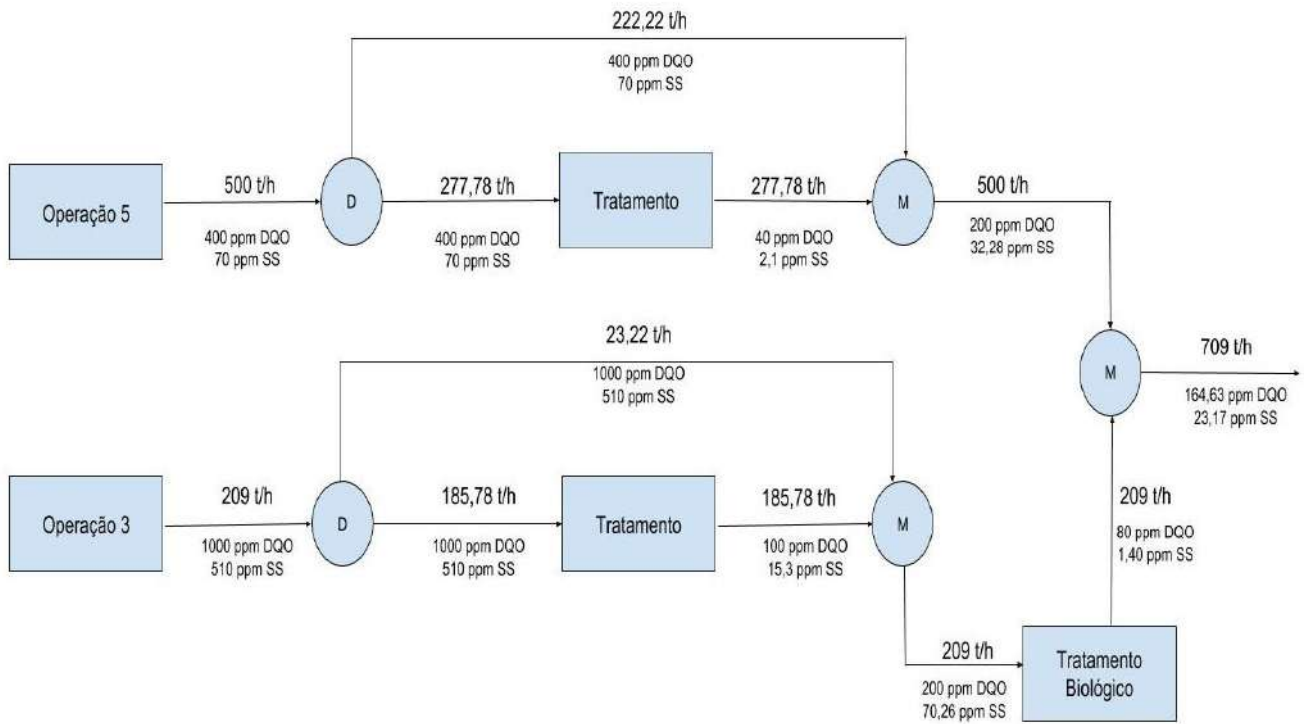 222,22 t/h
400 ppm DQO
70 ppm SS
Operação 5
500 t/h
400 ppm DQO
70 ppm SS
D
277,78 t/h
400 ppm DQO
70 ppm SS
Tratamento
277,78 t/h
40 ppm DQO
2,1 ppm SS
M
500 t/h
200 ppm DQO
32,28 ppm SS
23,22 t/h
1000 ppm DQO
510 ppm SS
M
709 t/h
164,63 ppm DQO
23,17 ppm SS
Operação 3
209 t/h
1000 ppm DQO
510 ppm SS
D
185,78 t/h
1000 ppm DQO
510 ppm SS
Tratamento
185,78 t/h
100 ppm DQO
15,3 ppm SS
M
209 t/h
80 ppm DQO
1,40 ppm SS
209 t/h
200 ppm DQO
70,26 ppm SS
Tratamento
Biológico